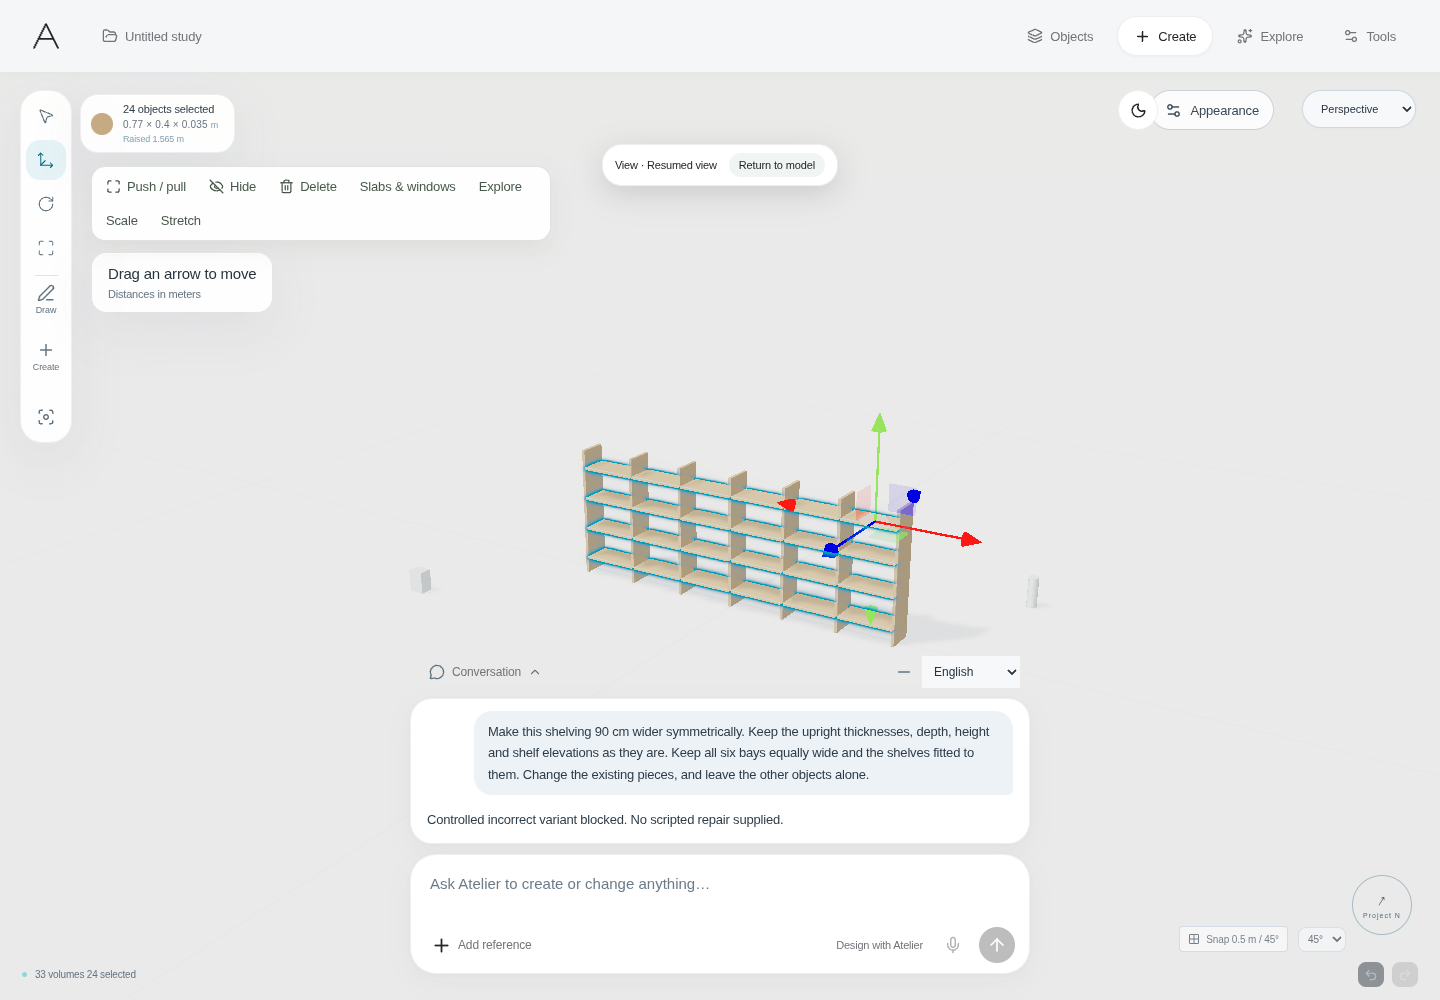 Untitled study
Objects
Create
Explore
Tools
24 objects selected
0.77 × 0.4 × 0.035 m
Raised 1.565 m
Appearance
Perspective
View · Resumed view
Return to model
Push / pull
Hide
Delete
Slabs & windows
Explore
Scale
Stretch
Drag an arrow to move
Distances in meters
Draw
Create
Conversation
English
Make this shelving 90 cm wider symmetrically. Keep the upright thicknesses, depth, height
and shelf elevations as they are. Keep all six bays equally wide and the shelves fitted to
them. Change the existing pieces, and leave the other objects alone.
Controlled incorrect variant blocked. No scripted repair supplied.
Ask Atelier to create or change anything…
Add reference
Design with Atelier
Project N
Snap 0.5 m / 45°
45°
33 volumes 24 selected